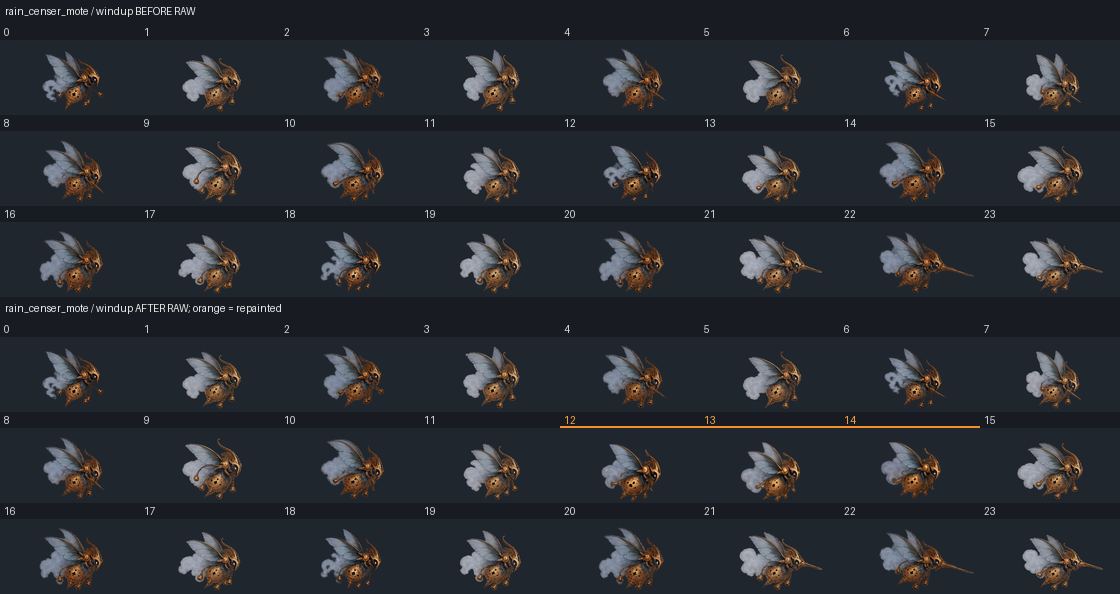 rain_censer_mote / windup BEFORE RAW
0 1 2 3 4 5 6 7
8 9 10 11 12 13 14 15
16 17 18 19 20 21 22 23
rain_censer_mote / windup AFTER RAW; orange = repainted
0 1 2 3 4 5 6 7
8 9 10 11 12 13 14 15
16 17 18 19 20 21 22 23